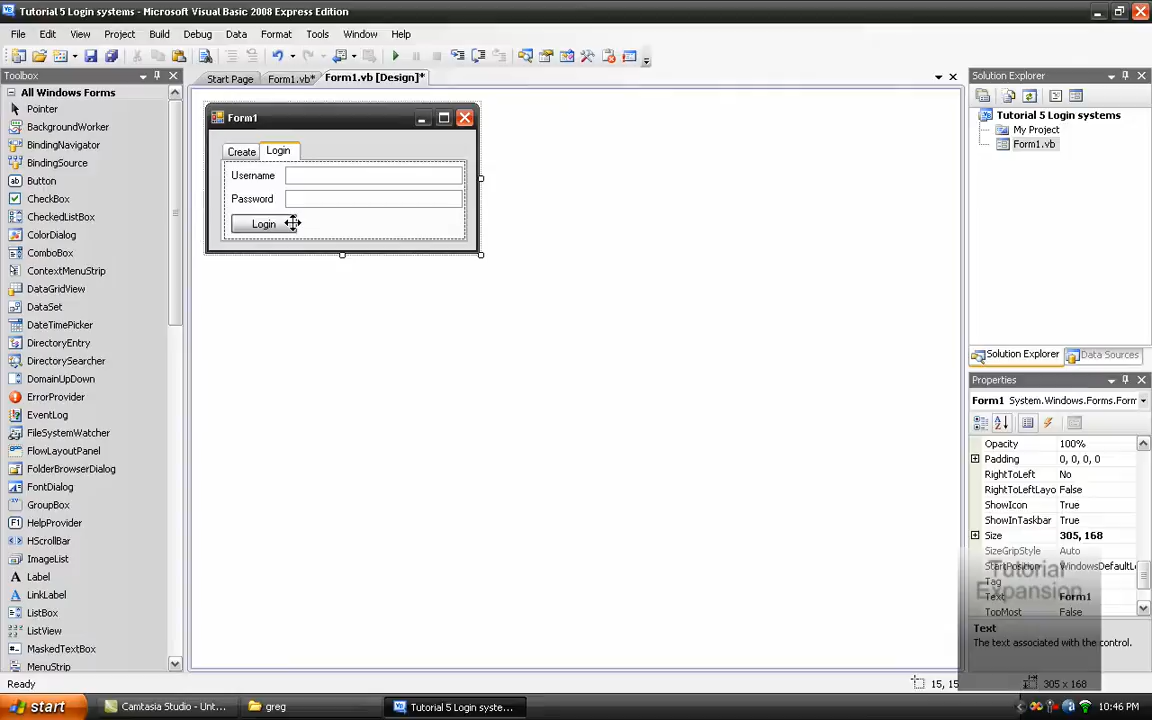 Tutorial 5 Login systems - Microsoft Visual Basic 2008 Express Edition
File Edit View Project Build Debug Data Format Tools Window Help
Toolbox
Start Page Form1.vb* Form1.vb [Design]*
Solution Explorer
All Windows Forms
Pointer
BackgroundWorker
BindingNavigator
BindingSource
Button
CheckBox
CheckedListBox
ColorDialog
ComboBox
ContextMenuStrip
DataGridView
DataSet
DateTimePicker
DirectoryEntry
DirectorySearcher
DomainUpDown
ErrorProvider
EventLog
FileSystemWatcher
FlowLayoutPanel
FolderBrowserDialog
FontDialog
GroupBox
HelpProvider
HScrollBar
ImageList
Label
LinkLabel
ListBox
ListView
MaskedTextBox
MenuStrip
Form1
Create Login
Username
Password
Login
Tutorial 5 Login systems
My Project
Form1.vb
Solution Explorer Data Sources
Properties
Form1 System.Windows.Forms.Form
Opacity 100%
Padding 0, 0, 0, 0
RightToLeft No
RightToLeftLayo False
ShowIcon True
ShowInTaskbar True
Size 305, 168
SizeGripStyle Auto
StartPosition WindowsDefaultL
Tag
Text Form1
TopMost False
Tutorial
Expansion
Text
The text associated with the control.
Ready
15, 15
305 x 168
start
Camtasia Studio - Unt...
greg
Tutorial 5 Login syste...
10:46 PM